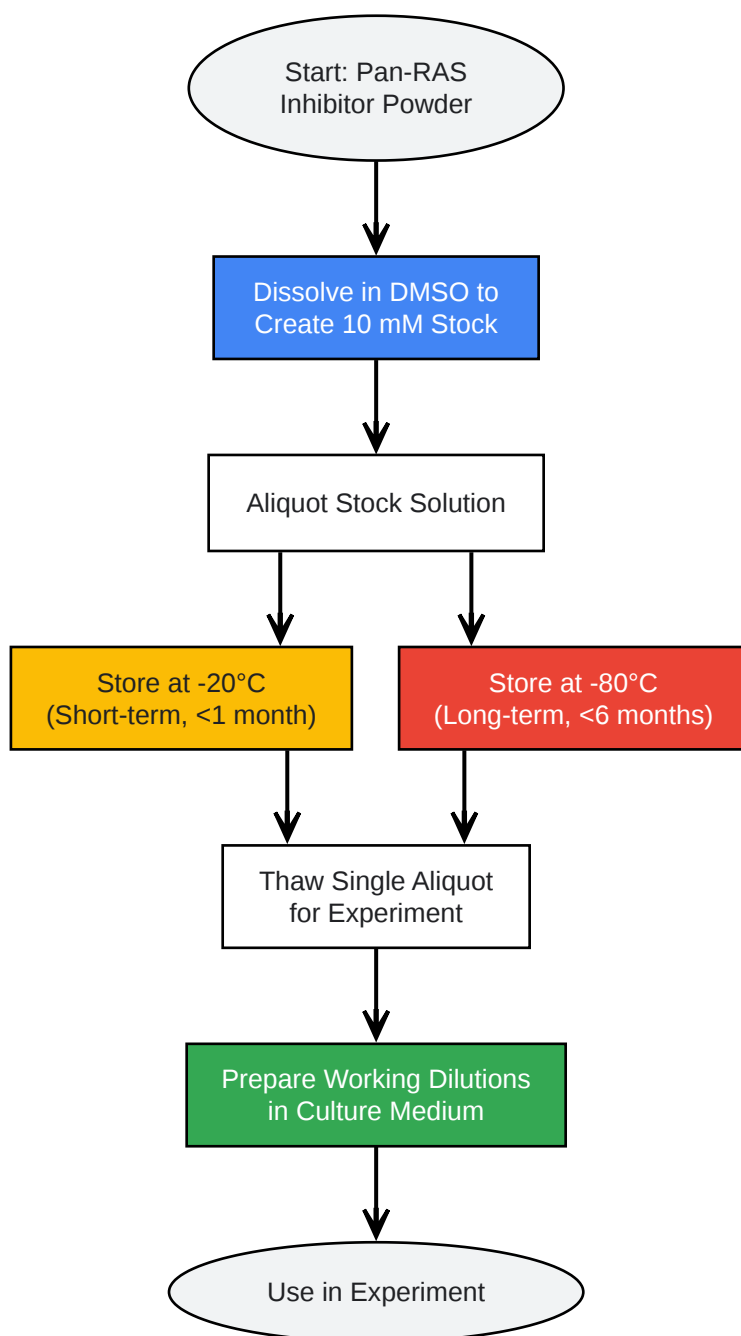 Start: Pan-RAS
Inhibitor Powder
Dissolve in DMSO to
Create 10 mM Stock
Aliquot Stock Solution
Store at -20°C
(Short-term, <1 month)
Store at -80°C
(Long-term, <6 months)
Thaw Single Aliquot
for Experiment
Prepare Working Dilutions
in Culture Medium
Use in Experiment